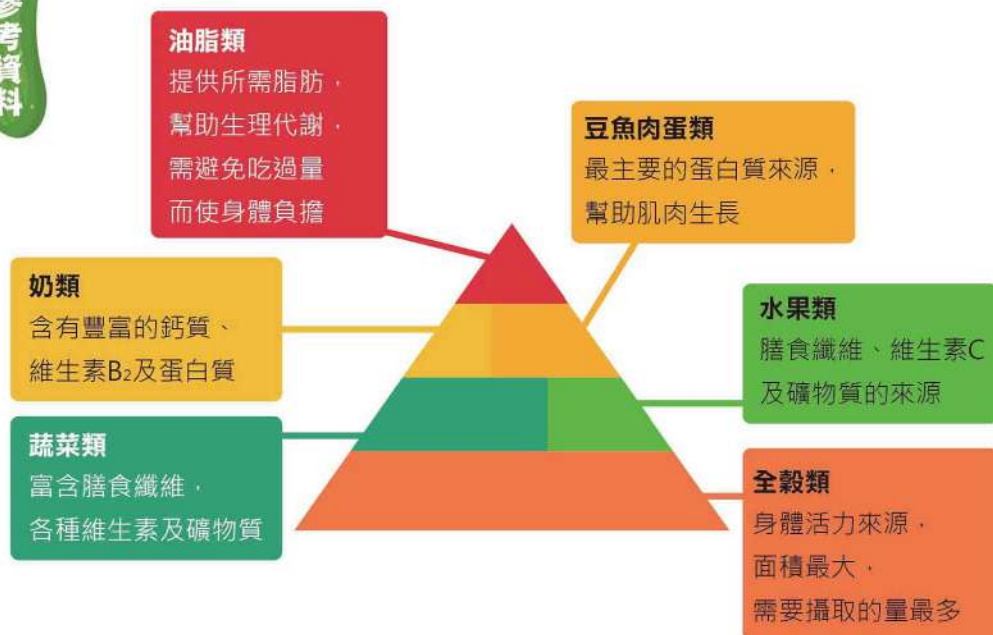 參考資料
油脂類
提供所需脂肪，
幫助生理代謝，
需避免吃過量
而使身體負擔
豆魚肉蛋類
最主要的蛋白質來源，
幫助肌肉生長
奶類
含有豐富的鈣質、
維生素B₂及蛋白質
水果類
膳食纖維、維生素C
及礦物質的來源
蔬菜類
富含膳食纖維，
各種維生素及礦物質
全穀類
身體活力來源，
面積最大，
需要攝取的量最多